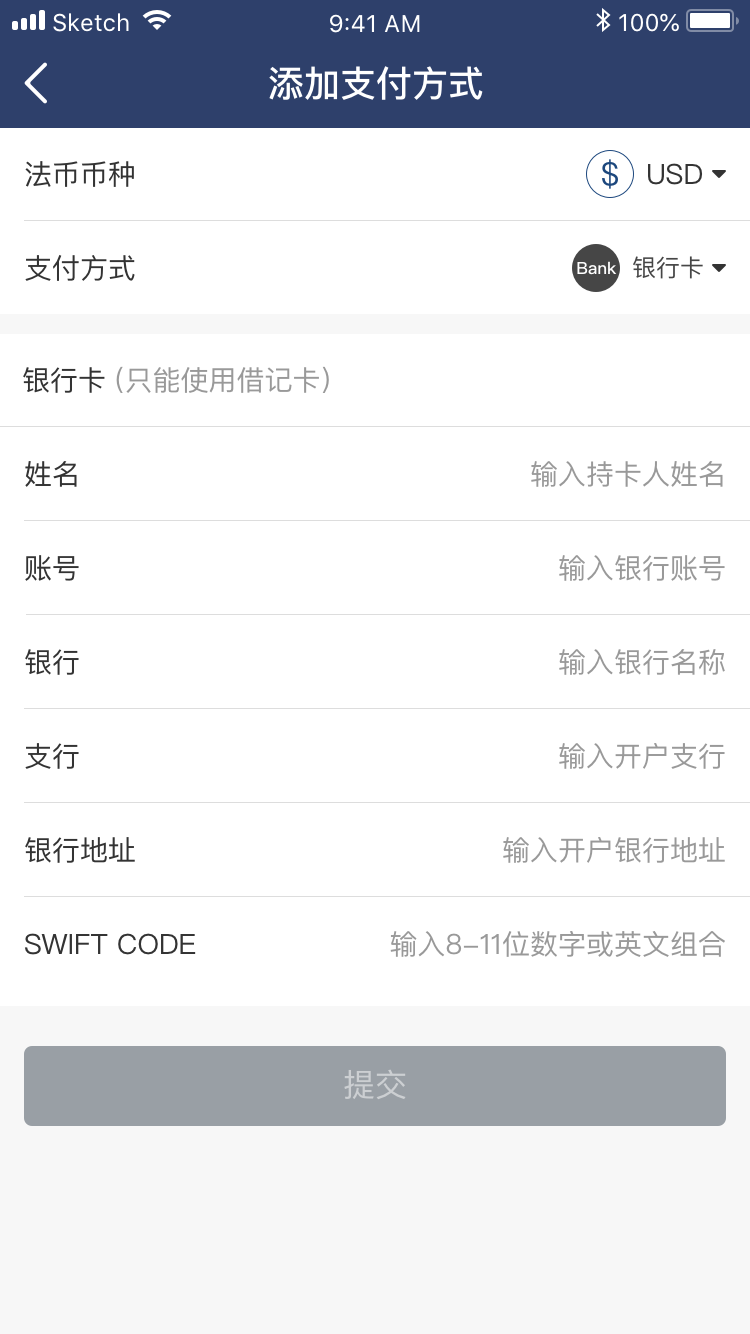 Sketch 9:41 AM 100%
添加支付方式
法币币种 $ USD
支付方式 Bank 银行卡
银行卡 (只能使用借记卡)
姓名 输入持卡人姓名
账号 输入银行账号
银行 输入银行名称
支行 输入开户支行
银行地址 输入开户银行地址
SWIFT CODE 输入8-11位数字或英文组合
提交